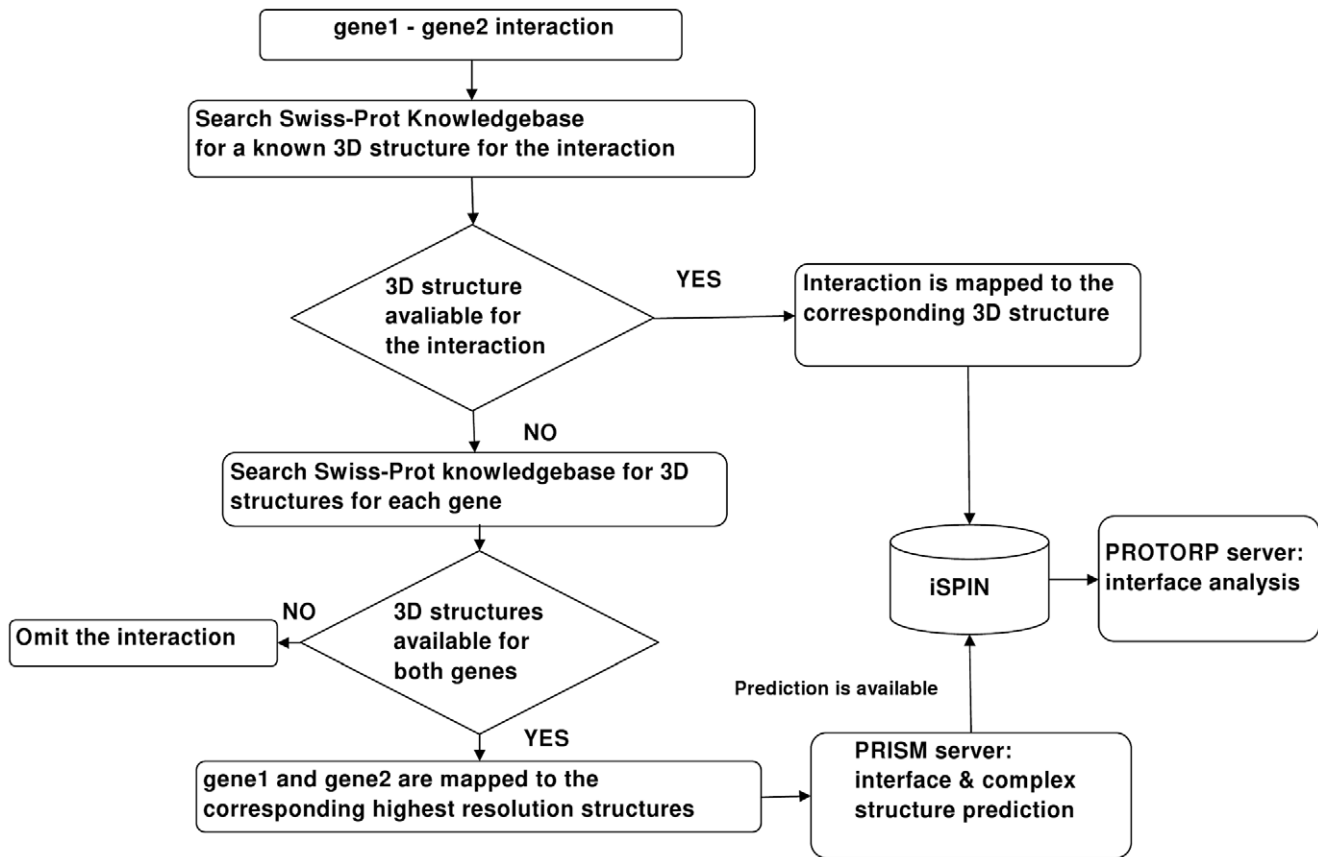 gene1 - gene2 interaction
Search Swiss-Prot Knowledgebase
for a known 3D structure for the interaction
3D structure
avaliable for
the interaction
YES
Interaction is mapped to the
corresponding 3D structure
NO
Search Swiss-Prot knowledgebase for 3D
structures for each gene
iSPIN
PROTORP server:
interface analysis
3D structures
available for
both genes
NO
Omit the interaction
Prediction is available
YES
gene1 and gene2 are mapped to the
corresponding highest resolution structures
PRISM server:
interface & complex
structure prediction